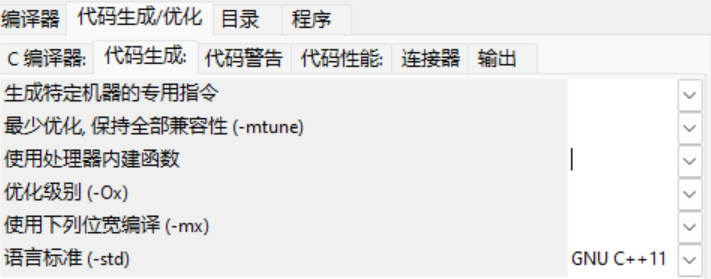 编译器 代码生成/优化 目录 程序
C 编译器: 代码生成: 代码警告 代码性能: 连接器 输出
生成特定机器的专用指令
最少优化, 保持全部兼容性 (-mtune)
使用处理器内建函数
优化级别 (-Ox)
使用下列位宽编译 (-mx)
语言标准 (-std) GNU C++11